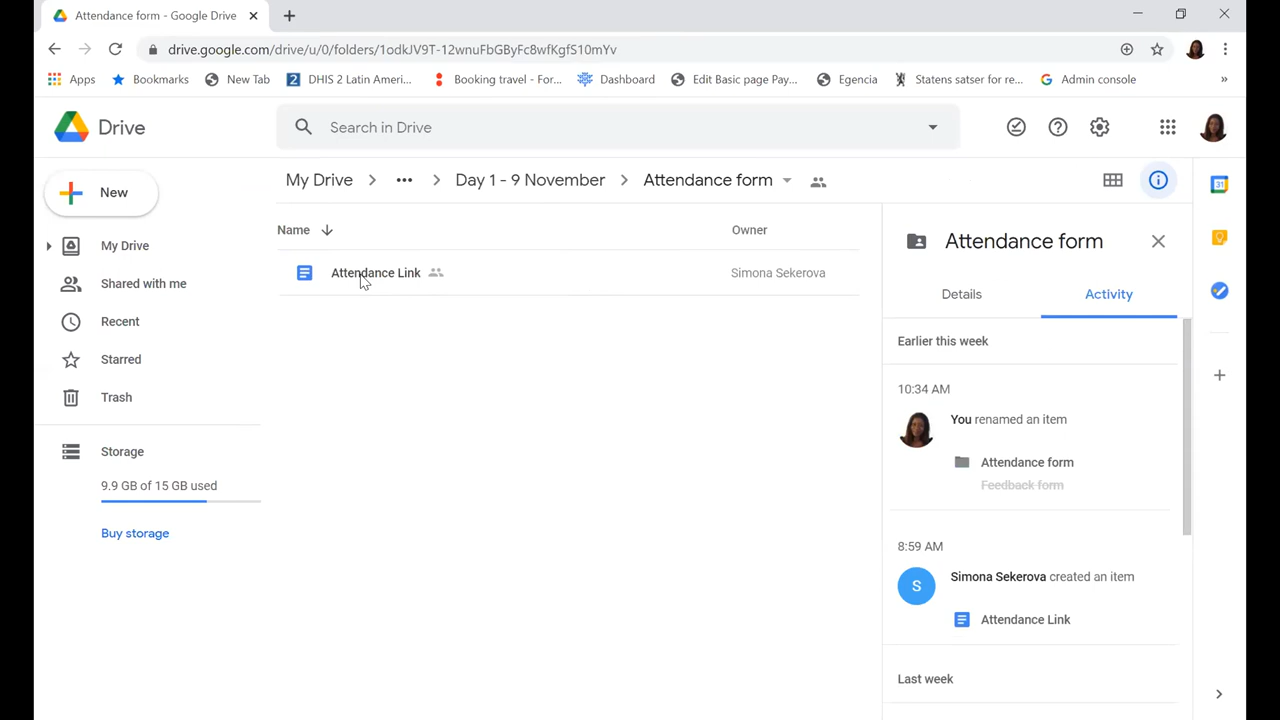 Attendance form - Google Drive
drive.google.com/drive/u/0/folders/1odkJV9T-12wnuFbGByFc8wfKgfS10mYv
Apps Bookmarks New Tab DHIS 2 Latin Ameri... Booking travel - For... Dashboard Edit Basic page Pay... Egencia Statens satser for re... Admin console »
Drive
Search in Drive
New
My Drive
Shared with me
Recent
Starred
Trash
Storage
9.9 GB of 15 GB used
Buy storage
My Drive > ... > Day 1 - 9 November > Attendance form
Name Owner
Attendance Link Simona Sekerova
Attendance form
Details Activity
Earlier this week
10:34 AM
You renamed an item
Attendance form
Feedback form
8:59 AM
S
Simona Sekerova created an item
Attendance Link
Last week
31